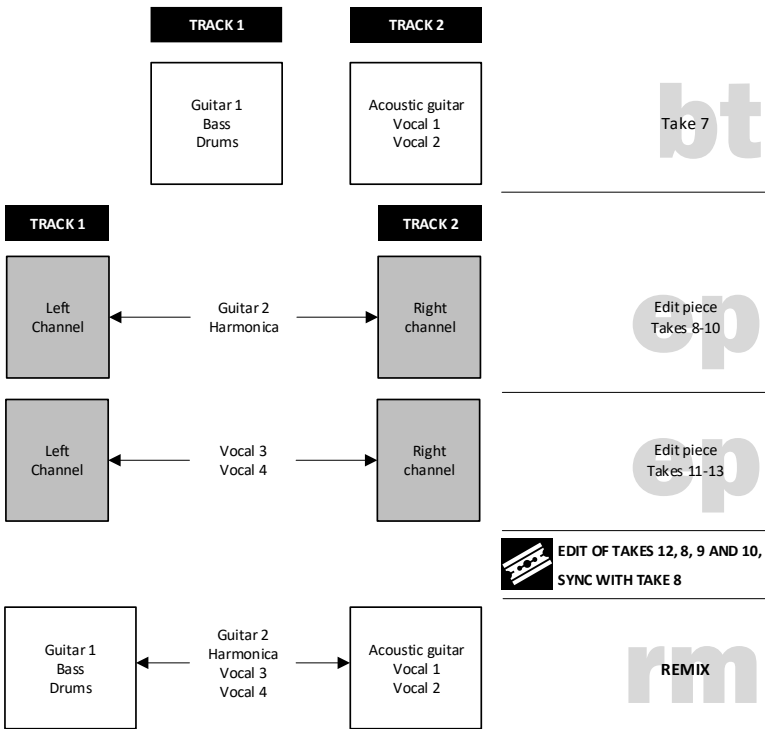 TRACK 1
TRACK 2
Guitar 1
Bass
Drums
Acoustic guitar
Vocal 1
Vocal 2
bt
Take 7
TRACK 1
TRACK 2
Left
Channel
Guitar 2
Harmonica
Right
channel
ep
Edit piece
Takes 8-10
Left
Channel
Vocal 3
Vocal 4
Right
channel
ep
Edit piece
Takes 11-13
EDIT OF TAKES 12, 8, 9 AND 10,
SYNC WITH TAKE 8
Guitar 1
Bass
Drums
Guitar 2
Harmonica
Vocal 3
Vocal 4
Acoustic guitar
Vocal 1
Vocal 2
rm
REMIX